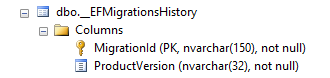 dbo.__EFMigrationsHistory
Columns
MigrationId (PK, nvarchar(150), not null)
ProductVersion (nvarchar(32), not null)